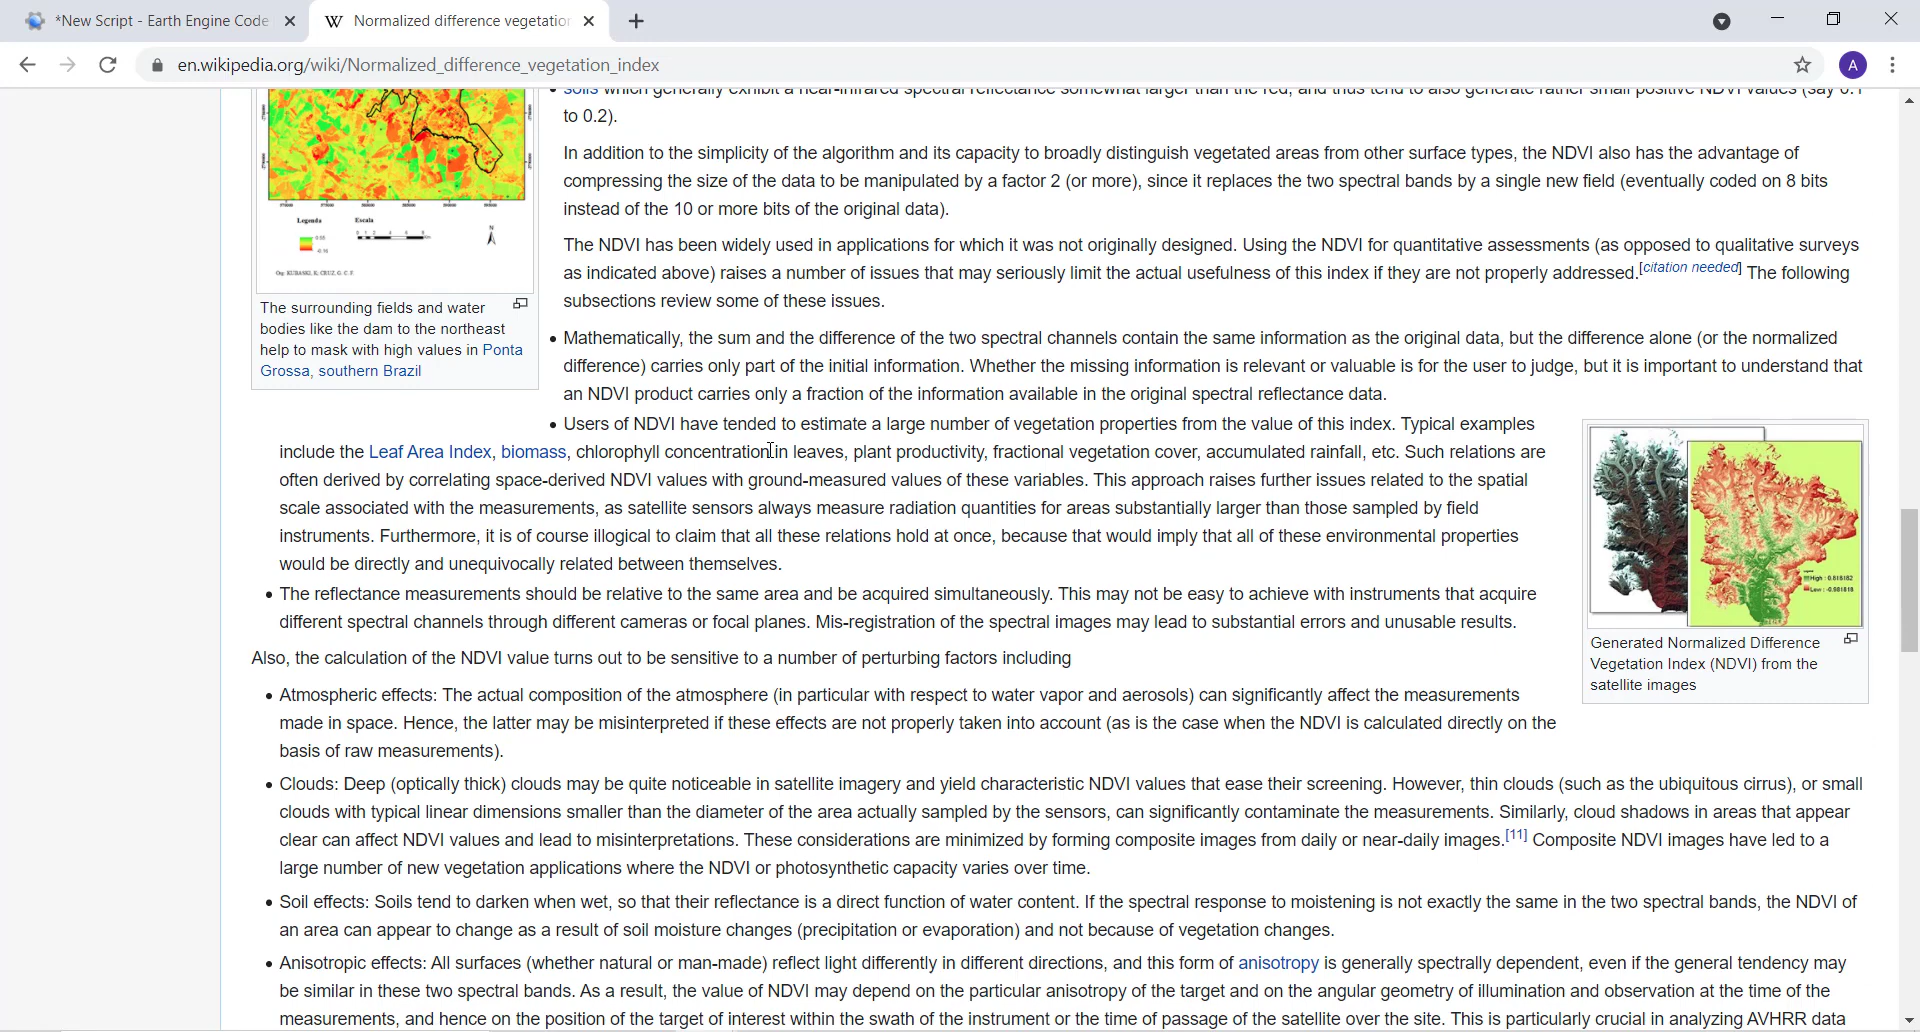 *New Script - Earth Engine Code
Normalized difference vegetation
en.wikipedia.org/wiki/Normalized_difference_vegetation_index
A
soils which generally exhibit a near-infrared spectral reflectance somewhat larger than the red, and thus tend to also generate rather small positive NDVI values (say 0.1
to 0.2).
In addition to the simplicity of the algorithm and its capacity to broadly distinguish vegetated areas from other surface types, the NDVI also has the advantage of
compressing the size of the data to be manipulated by a factor 2 (or more), since it replaces the two spectral bands by a single new field (eventually coded on 8 bits
instead of the 10 or more bits of the original data).
The NDVI has been widely used in applications for which it was not originally designed. Using the NDVI for quantitative assessments (as opposed to qualitative surveys
as indicated above) raises a number of issues that may seriously limit the actual usefulness of this index if they are not properly addressed.[citation needed] The following
subsections review some of these issues.
Legenda
Escala
N
Org: KUBASKI, K; CRUZ, G. C. F.
The surrounding fields and water
bodies like the dam to the northeast
help to mask with high values in Ponta
Grossa, southern Brazil
• Mathematically, the sum and the difference of the two spectral channels contain the same information as the original data, but the difference alone (or the normalized
difference) carries only part of the initial information. Whether the missing information is relevant or valuable is for the user to judge, but it is important to understand that
an NDVI product carries only a fraction of the information available in the original spectral reflectance data.
• Users of NDVI have tended to estimate a large number of vegetation properties from the value of this index. Typical examples
include the Leaf Area Index, biomass, chlorophyll concentration in leaves, plant productivity, fractional vegetation cover, accumulated rainfall, etc. Such relations are
often derived by correlating space-derived NDVI values with ground-measured values of these variables. This approach raises further issues related to the spatial
scale associated with the measurements, as satellite sensors always measure radiation quantities for areas substantially larger than those sampled by field
instruments. Furthermore, it is of course illogical to claim that all these relations hold at once, because that would imply that all of these environmental properties
would be directly and unequivocally related between themselves.
• The reflectance measurements should be relative to the same area and be acquired simultaneously. This may not be easy to achieve with instruments that acquire
different spectral channels through different cameras or focal planes. Mis-registration of the spectral images may lead to substantial errors and unusable results.
High : 0.818182
Low : -0.981818
Generated Normalized Difference
Vegetation Index (NDVI) from the
satellite images
Also, the calculation of the NDVI value turns out to be sensitive to a number of perturbing factors including
• Atmospheric effects: The actual composition of the atmosphere (in particular with respect to water vapor and aerosols) can significantly affect the measurements
made in space. Hence, the latter may be misinterpreted if these effects are not properly taken into account (as is the case when the NDVI is calculated directly on the
basis of raw measurements).
• Clouds: Deep (optically thick) clouds may be quite noticeable in satellite imagery and yield characteristic NDVI values that ease their screening. However, thin clouds (such as the ubiquitous cirrus), or small
clouds with typical linear dimensions smaller than the diameter of the area actually sampled by the sensors, can significantly contaminate the measurements. Similarly, cloud shadows in areas that appear
clear can affect NDVI values and lead to misinterpretations. These considerations are minimized by forming composite images from daily or near-daily images.[11] Composite NDVI images have led to a
large number of new vegetation applications where the NDVI or photosynthetic capacity varies over time.
• Soil effects: Soils tend to darken when wet, so that their reflectance is a direct function of water content. If the spectral response to moistening is not exactly the same in the two spectral bands, the NDVI of
an area can appear to change as a result of soil moisture changes (precipitation or evaporation) and not because of vegetation changes.
• Anisotropic effects: All surfaces (whether natural or man-made) reflect light differently in different directions, and this form of anisotropy is generally spectrally dependent, even if the general tendency may
be similar in these two spectral bands. As a result, the value of NDVI may depend on the particular anisotropy of the target and on the angular geometry of illumination and observation at the time of the
measurements, and hence on the position of the target of interest within the swath of the instrument or the time of passage of the satellite over the site. This is particularly crucial in analyzing AVHRR data